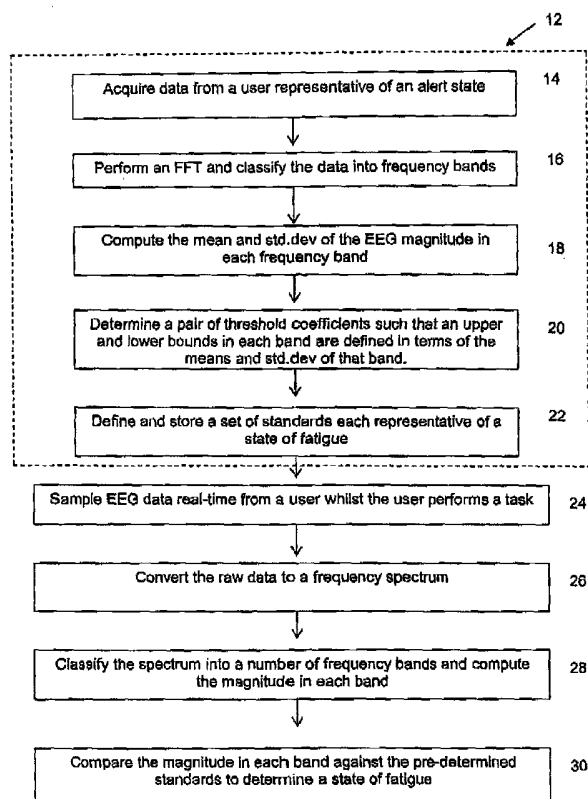 12
Acquire data from a user representative of an alert state
14
Perform an FFT and classify the data into frequency bands
16
Compute the mean and std.dev of the EEG magnitude in
each frequency band
18
Determine a pair of threshold coefficients such that an upper
and lower bounds in each band are defined in terms of the
means and std.dev of that band.
20
Define and store a set of standards each representative of a
state of fatigue
22
Sample EEG data real-time from a user whilst the user performs a task
24
Convert the raw data to a frequency spectrum
26
Classify the spectrum into a number of frequency bands and compute
the magnitude in each band
28
Compare the magnitude in each band against the pre-determined
standards to determine a state of fatigue
30